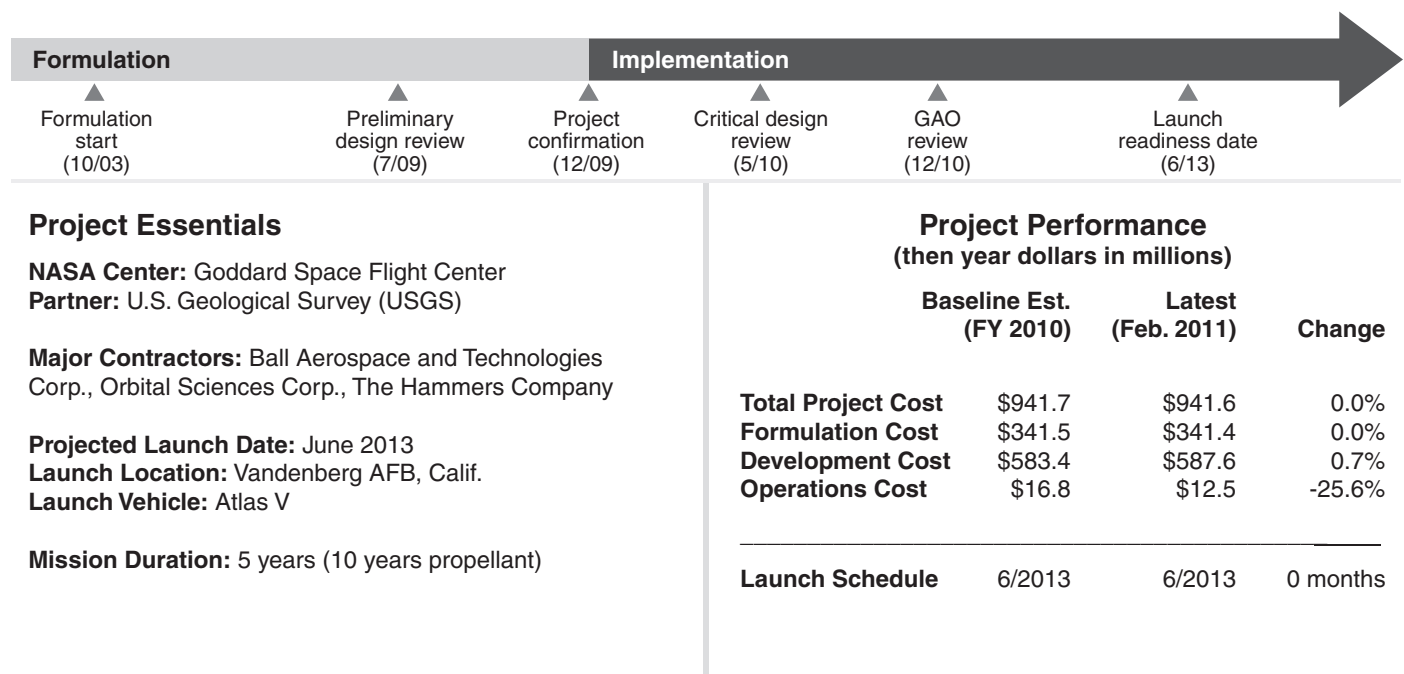 Formulation
Implementation
Formulation
start
(10/03)
Preliminary
design review
(7/09)
Project
confirmation
(12/09)
Critical design
review
(5/10)
GAO
review
(12/10)
Launch
readiness date
(6/13)
Project Essentials
NASA Center: Goddard Space Flight Center
Partner: U.S. Geological Survey (USGS)
Major Contractors: Ball Aerospace and Technologies
Corp., Orbital Sciences Corp., The Hammers Company
Projected Launch Date: June 2013
Launch Location: Vandenberg AFB, Calif.
Launch Vehicle: Atlas V
Mission Duration: 5 years (10 years propellant)
Project Performance
(then year dollars in millions)
Baseline Est. Latest
(FY 2010) (Feb. 2011) Change
Total Project Cost $941.7 $941.6 0.0%
Formulation Cost $341.5 $341.4 0.0%
Development Cost $583.4 $587.6 0.7%
Operations Cost $16.8 $12.5 -25.6%
Launch Schedule 6/2013 6/2013 0 months